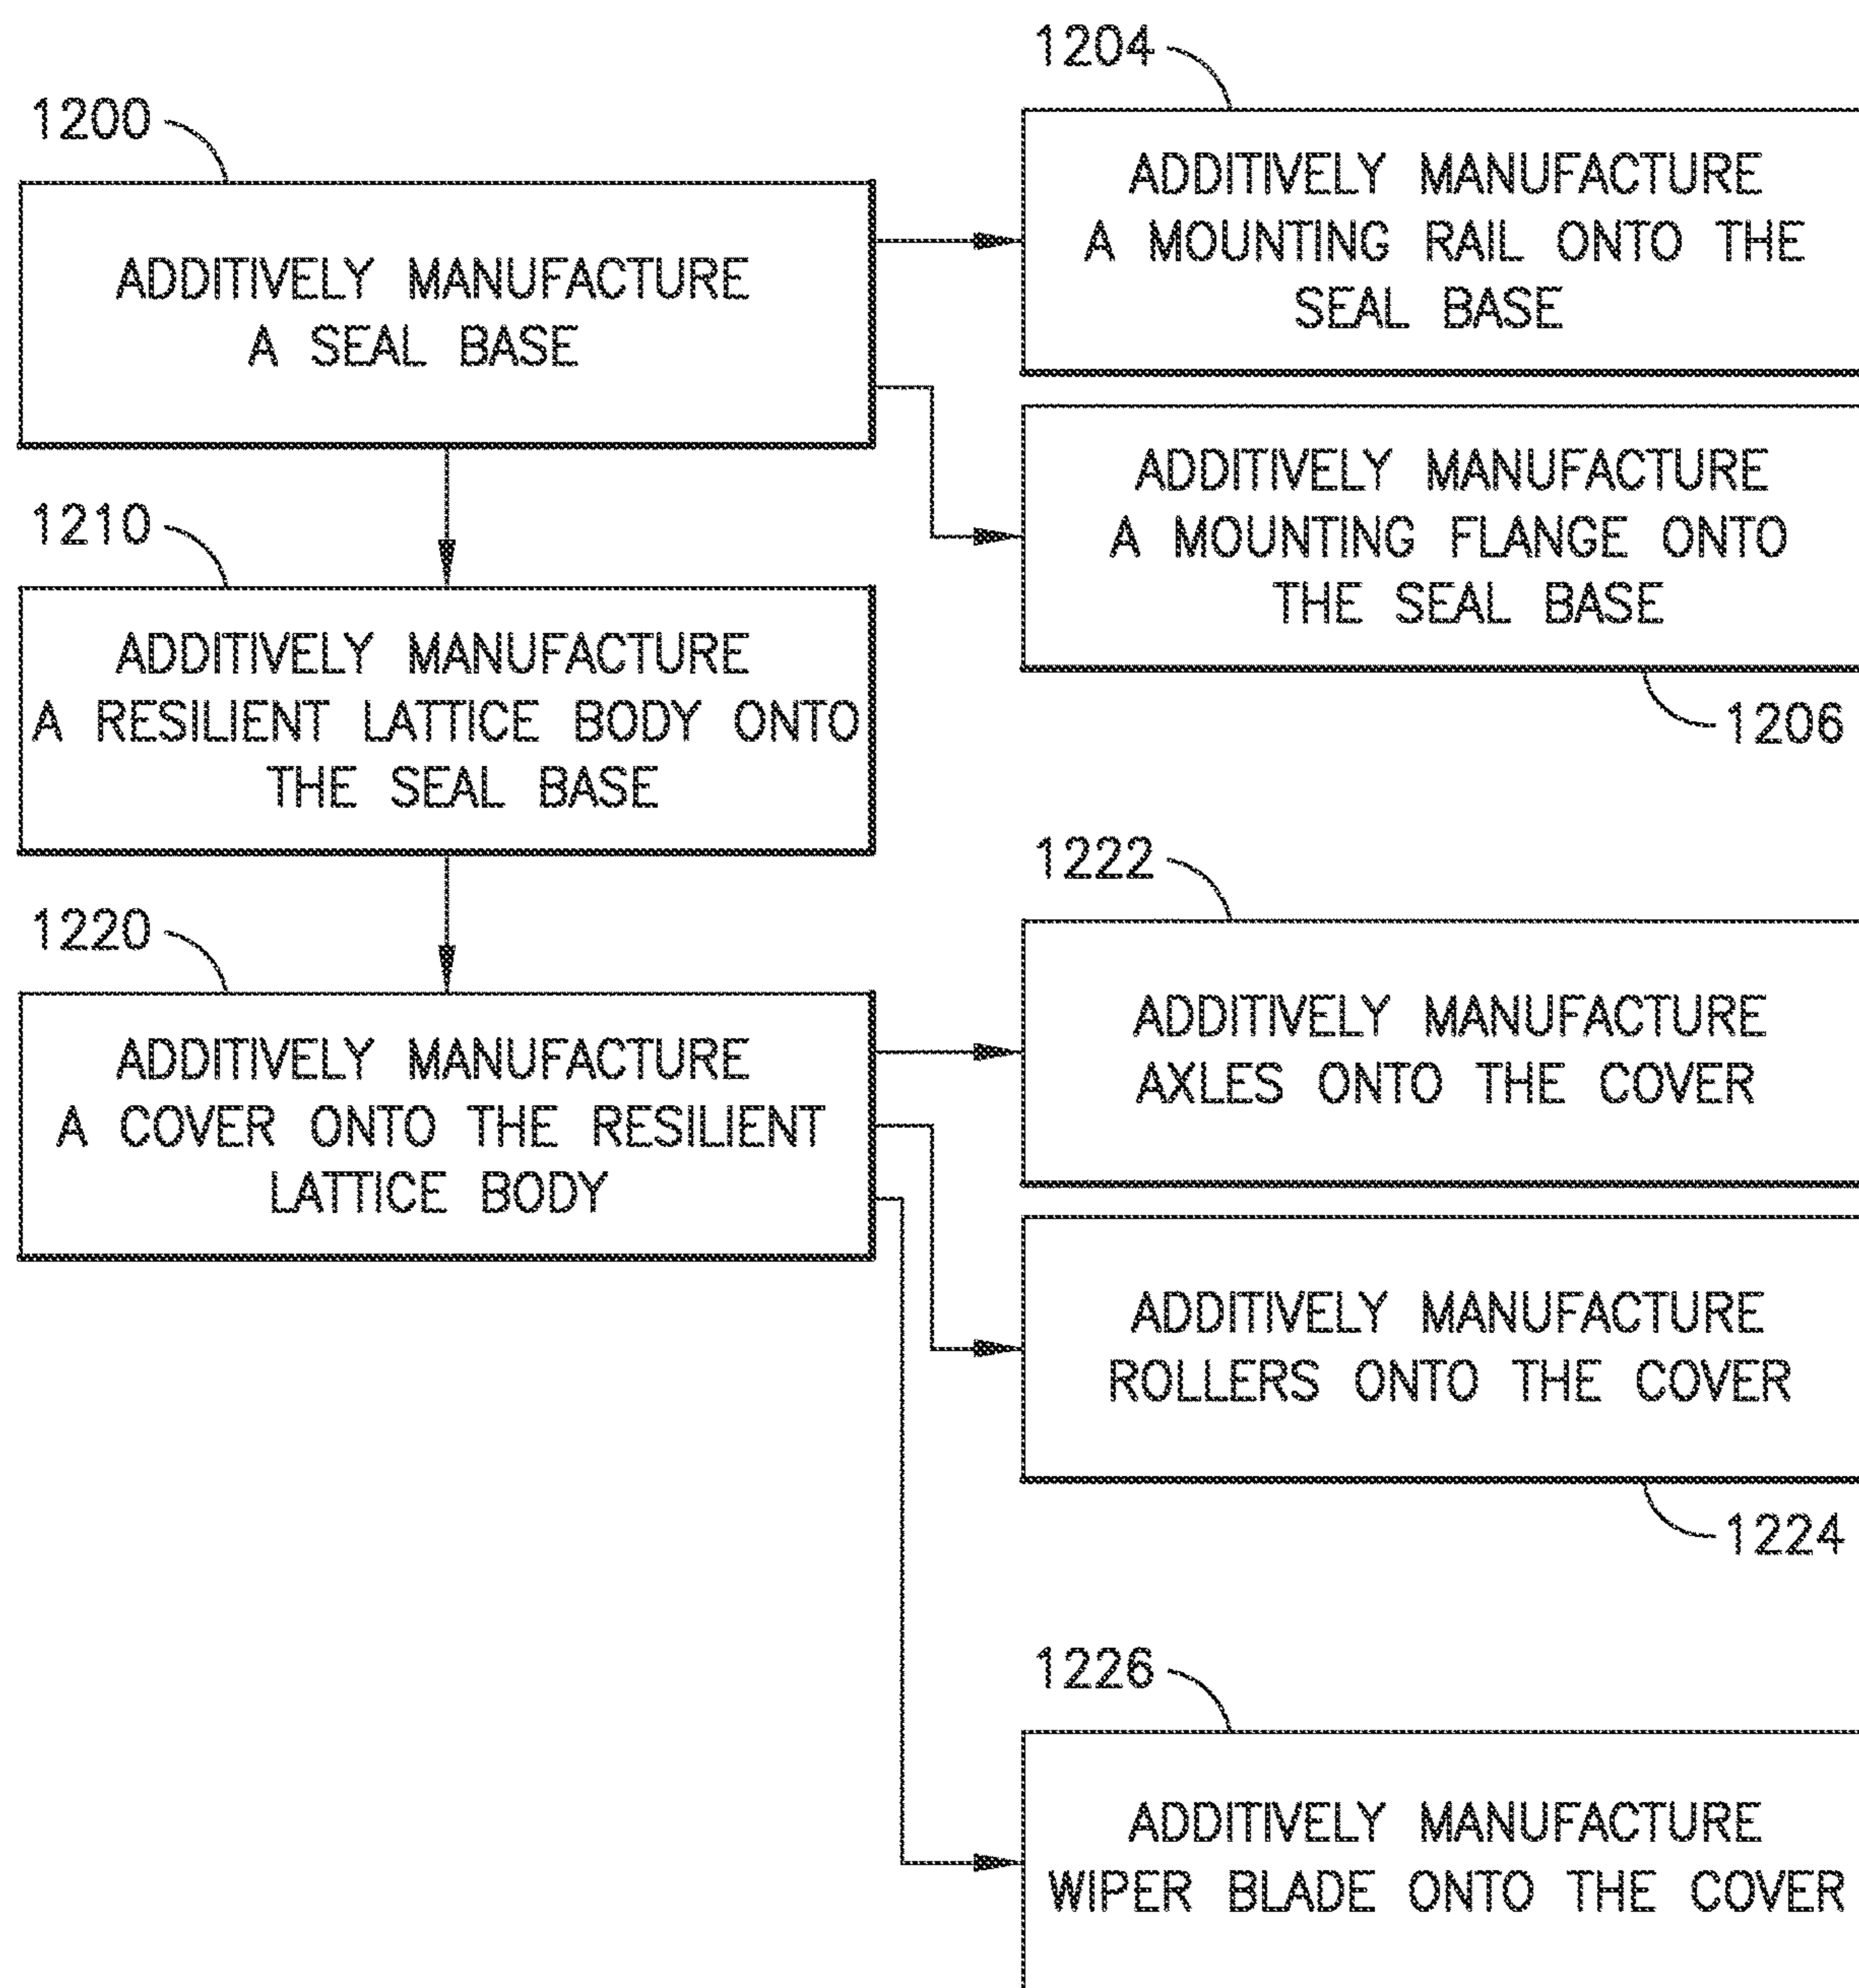 1200
ADDITIVELY MANUFACTURE
A SEAL BASE
1204
ADDITIVELY MANUFACTURE
A MOUNTING RAIL ONTO THE
SEAL BASE
ADDITIVELY MANUFACTURE
A MOUNTING FLANGE ONTO
THE SEAL BASE
1206
1210
ADDITIVELY MANUFACTURE
A RESILIENT LATTICE BODY ONTO
THE SEAL BASE
1220
ADDITIVELY MANUFACTURE
A COVER ONTO THE RESILIENT
LATTICE BODY
1222
ADDITIVELY MANUFACTURE
AXLES ONTO THE COVER
ADDITIVELY MANUFACTURE
ROLLERS ONTO THE COVER
1224
1226
ADDITIVELY MANUFACTURE
WIPER BLADE ONTO THE COVER